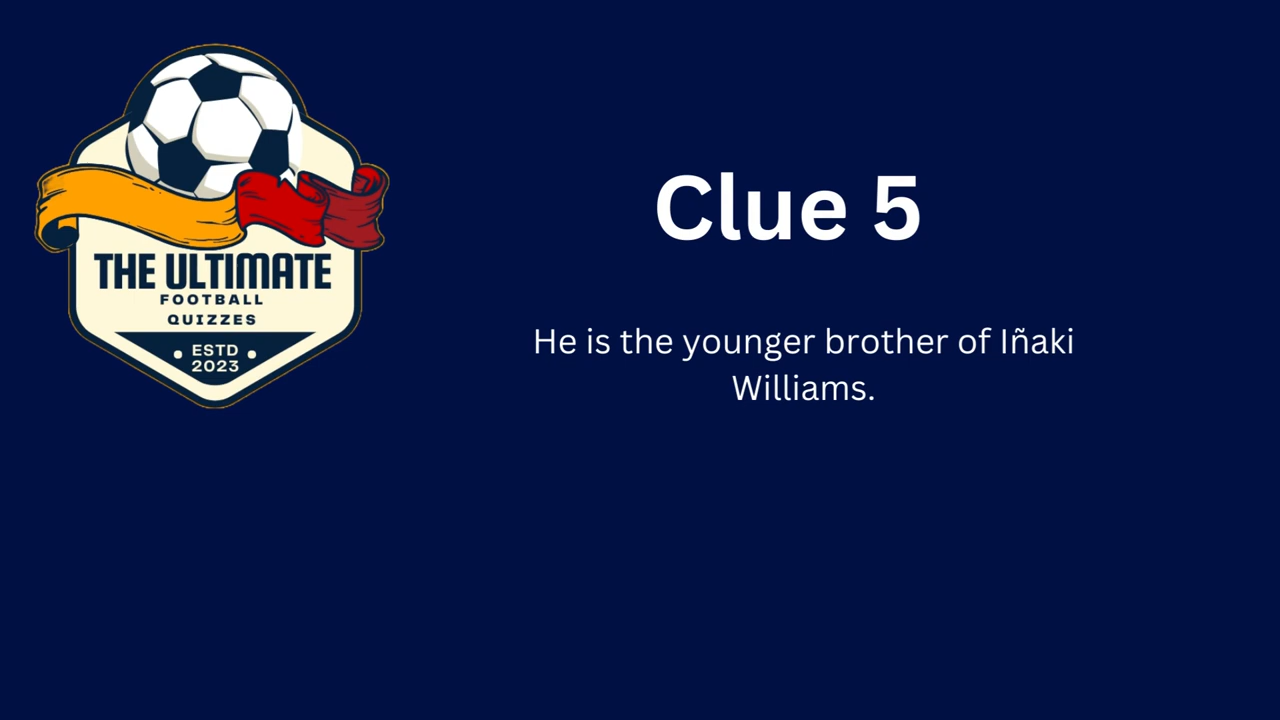 THE ULTIMATE
FOOTBALL
QUIZZES
ESTD
2023
Clue 5
He is the younger brother of Iñaki
Williams.